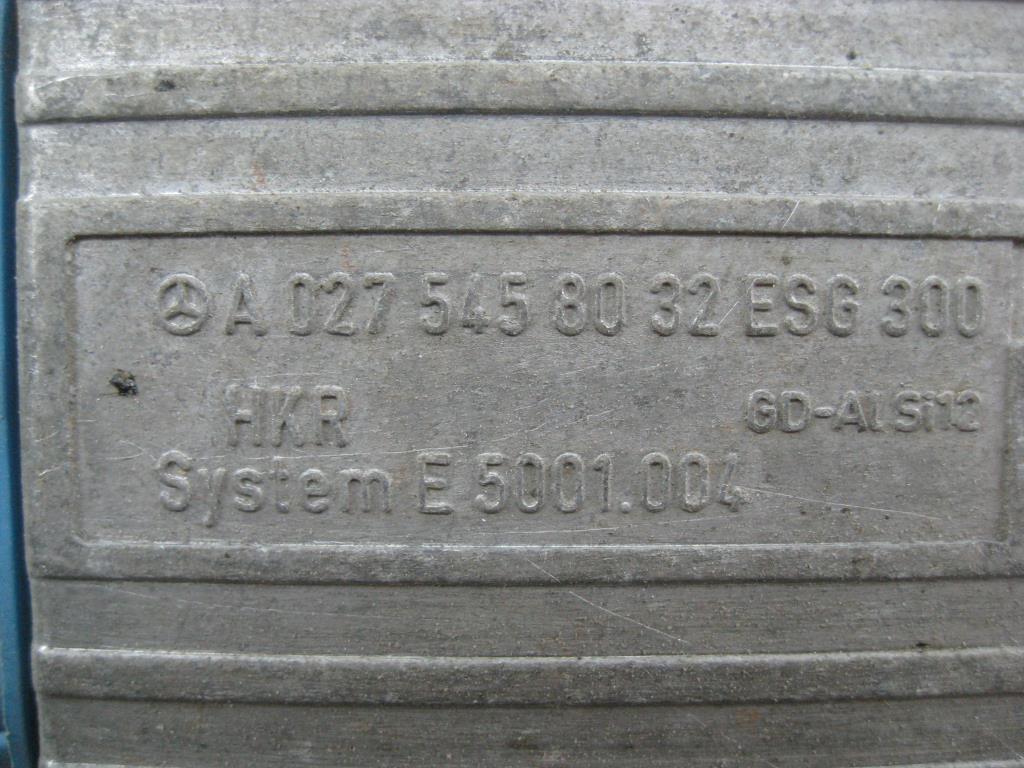 A 027 545 80 32 ESG 300
HKR GD-AlSi12
System E 5001.004